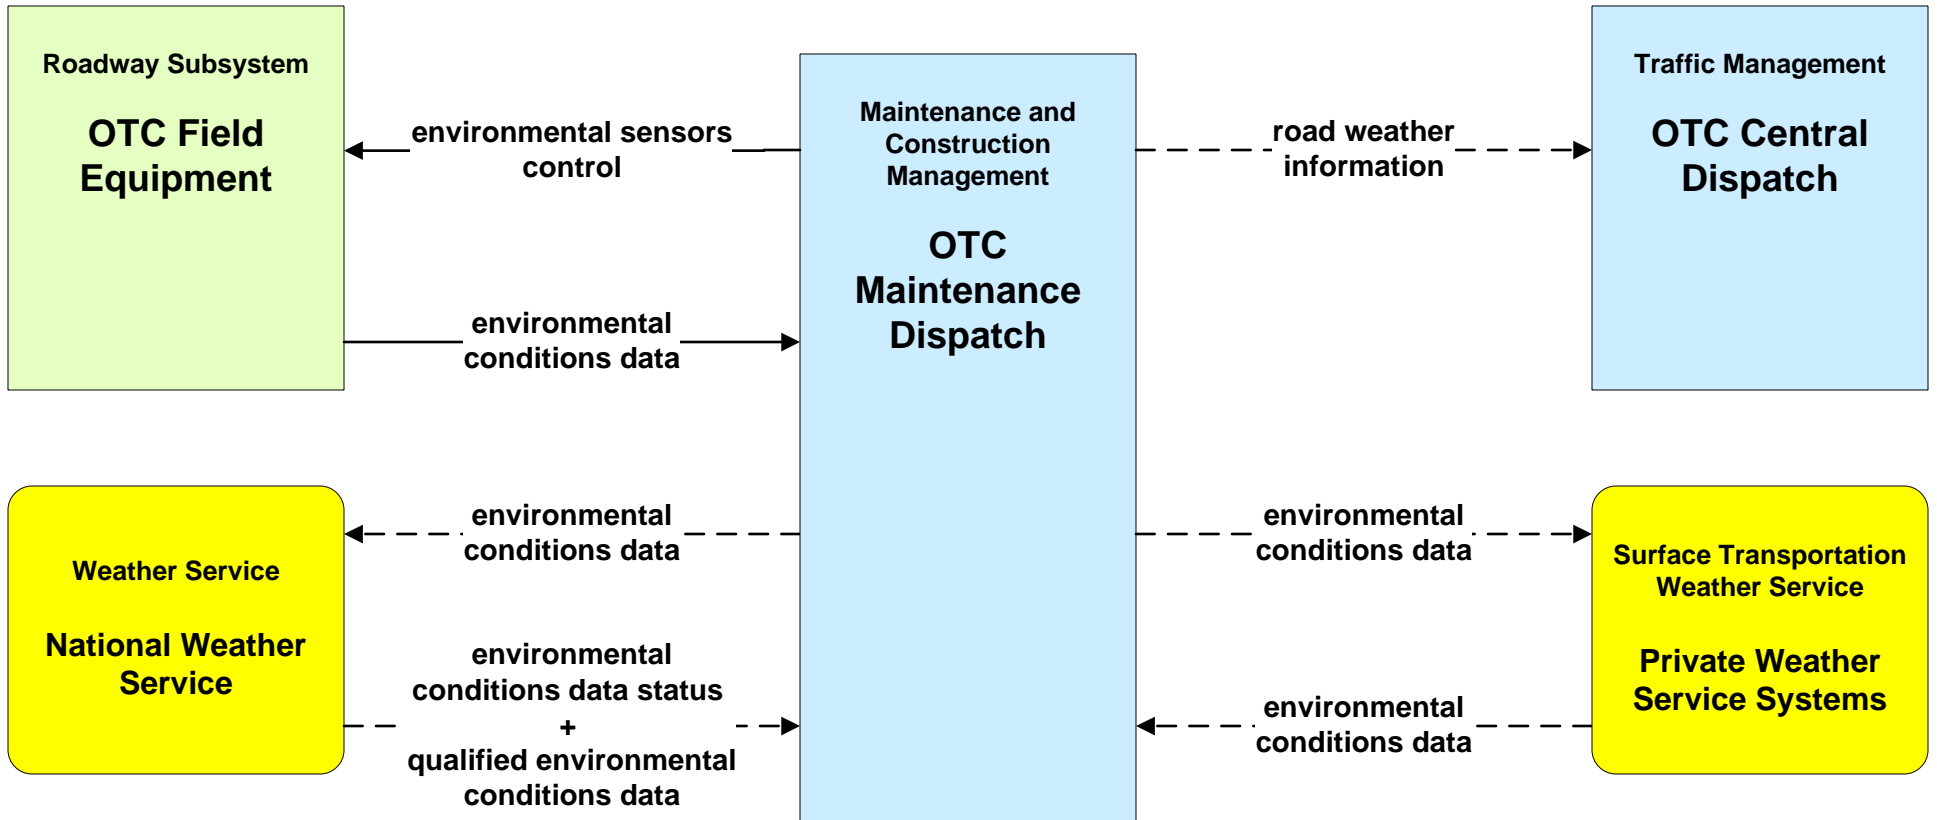 Roadway Subsystem
OTC Field
Equipment
environmental sensors
control
environmental
conditions data
Maintenance and
Construction
Management
OTC
Maintenance
Dispatch
road weather
information
Traffic Management
OTC Central
Dispatch
Weather Service
National Weather
Service
environmental
conditions data
environmental
conditions data status
+
qualified environmental
conditions data
environmental
conditions data
environmental
conditions data
Surface Transportation
Weather Service
Private Weather
Service Systems